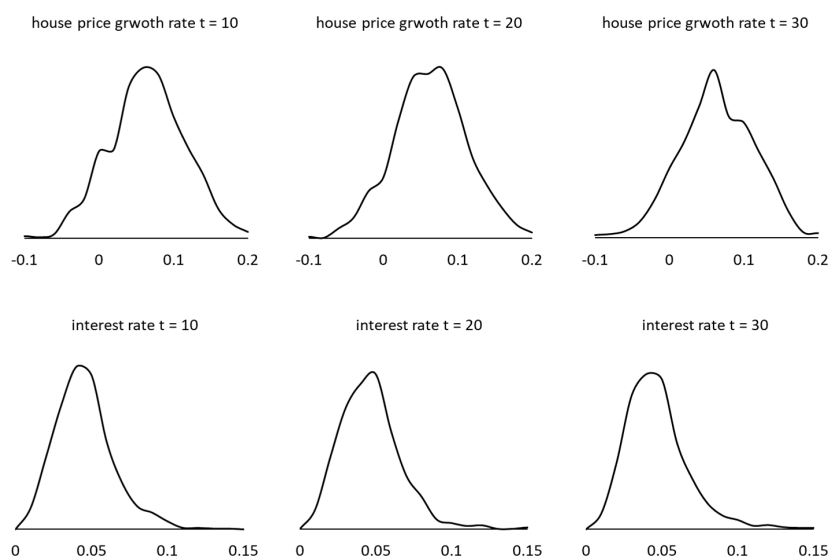 house price grwoth rate t = 10
house price grwoth rate t = 20
house price grwoth rate t = 30
-0.1 0 0.1 0.2
-0.1 0 0.1 0.2
-0.1 0 0.1 0.2
interest rate t = 10
interest rate t = 20
interest rate t = 30
0 0.05 0.1 0.15
0 0.05 0.1 0.15
0 0.05 0.1 0.15